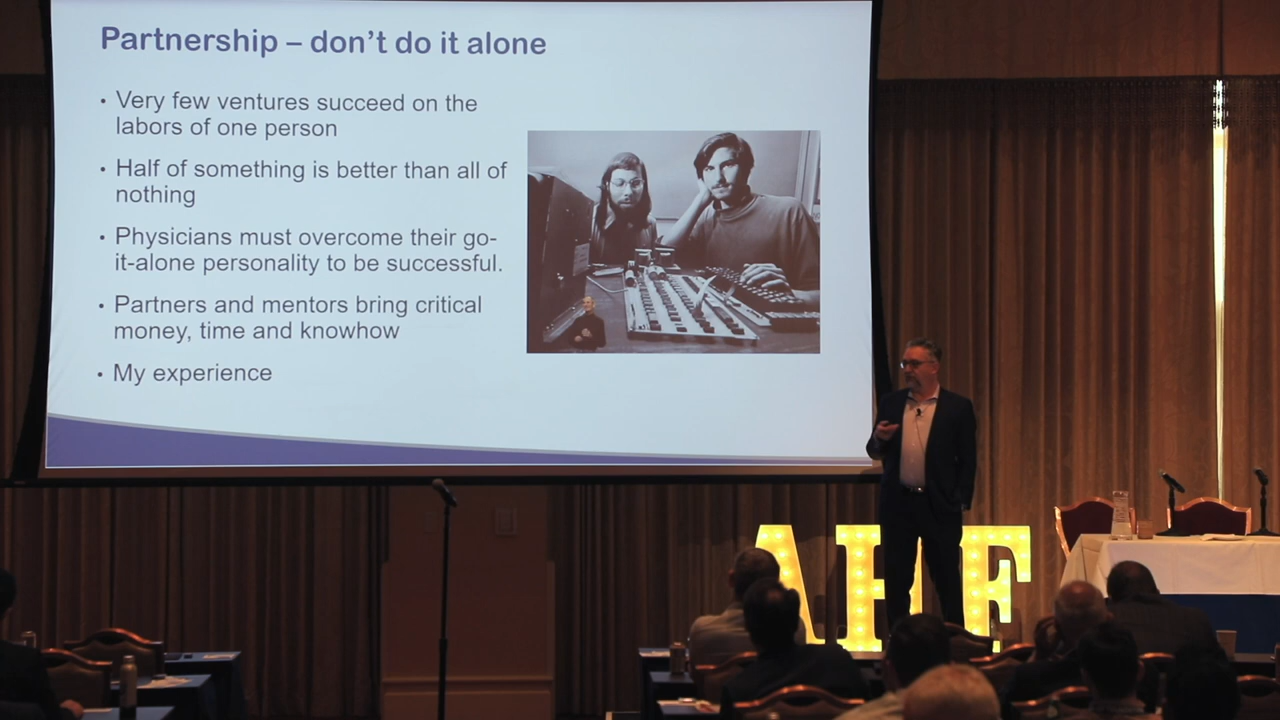 Partnership – don't do it alone
• Very few ventures succeed on the
labors of one person
• Half of something is better than all of
nothing
• Physicians must overcome their go-
it-alone personality to be successful.
• Partners and mentors bring critical
money, time and knowhow
• My experience